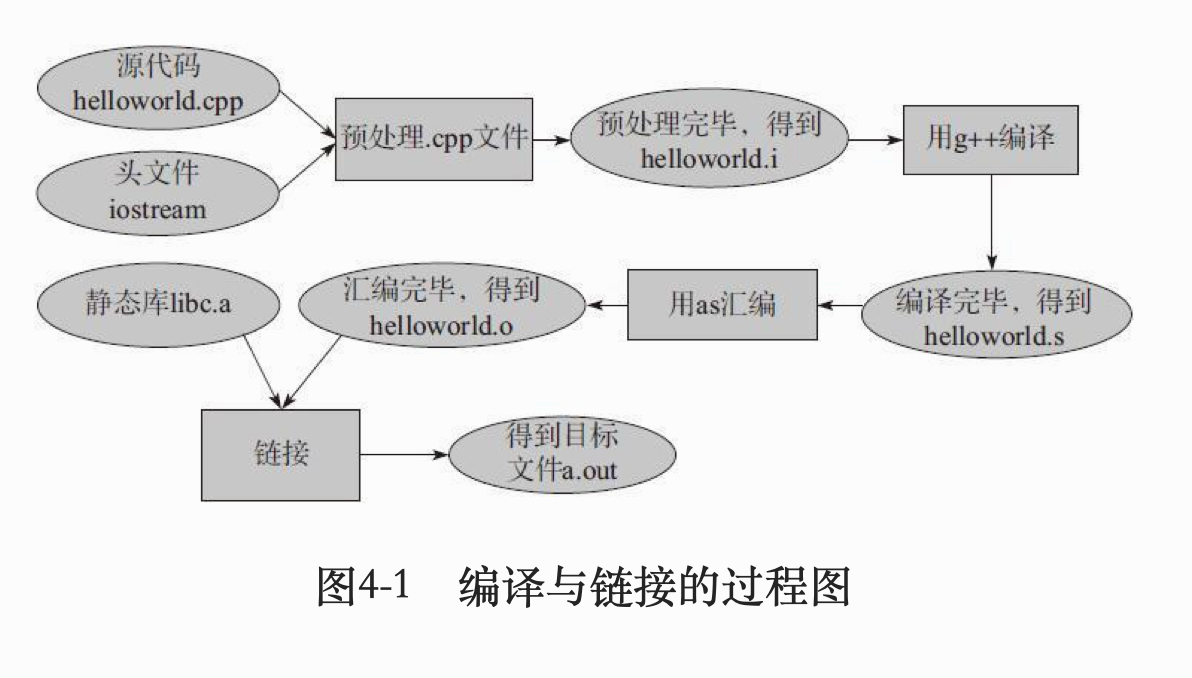 源代码
helloworld.cpp
头文件
iostream
预处理.cpp文件
预处理完毕，得到
helloworld.i
用g++编译
编译完毕，得到
helloworld.s
用as汇编
汇编完毕，得到
helloworld.o
静态库libc.a
链接
得到目标
文件a.out
图4-1 编译与链接的过程图